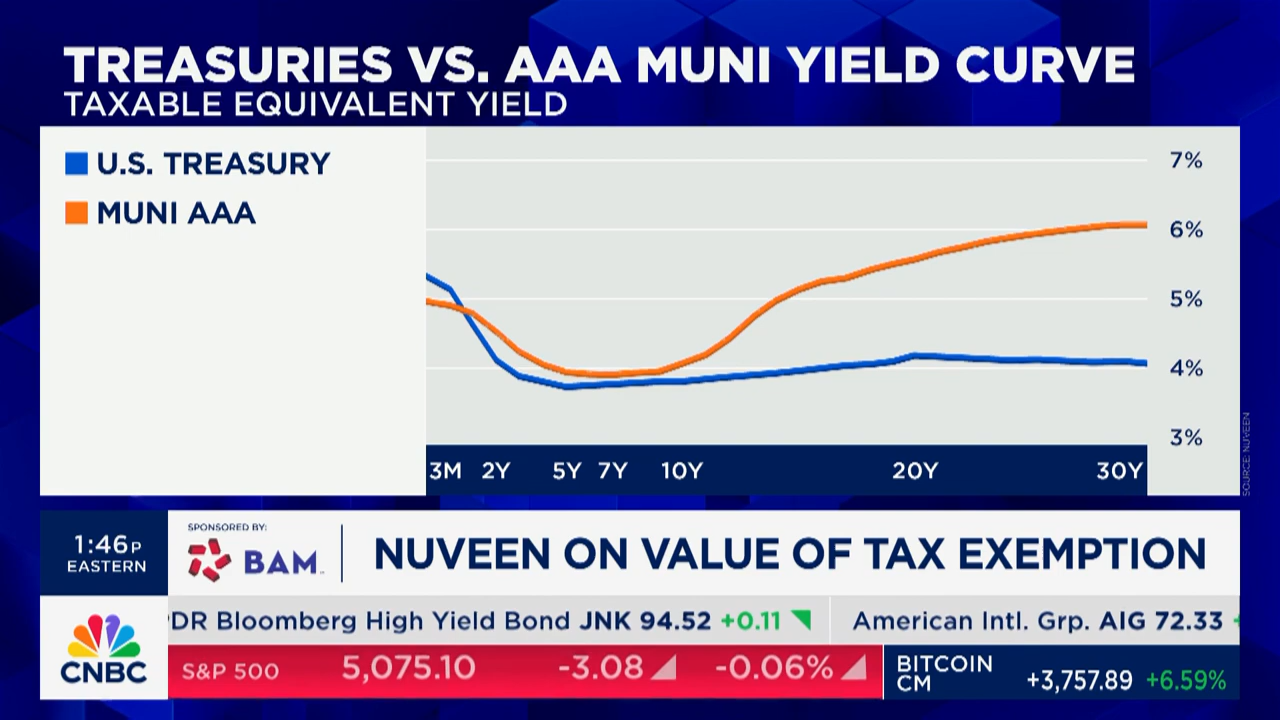 TREASURIES VS. AAA MUNI YIELD CURVE
TAXABLE EQUIVALENT YIELD
U.S. TREASURY
MUNI AAA
7%
6%
5%
4%
3%
3M 2Y 5Y 7Y 10Y 20Y 30Y
SOURCE: NUVEEN
1:46P
EASTERN
SPONSORED BY:
BAM
NUVEEN ON VALUE OF TAX EXEMPTION
PDR Bloomberg High Yield Bond JNK 94.52 +0.11 American Intl. Grp. AIG 72.33 +
CNBC
S&P 500 5,075.10 -3.08 -0.06%
BITCOIN
CM +3,757.89 +6.59%